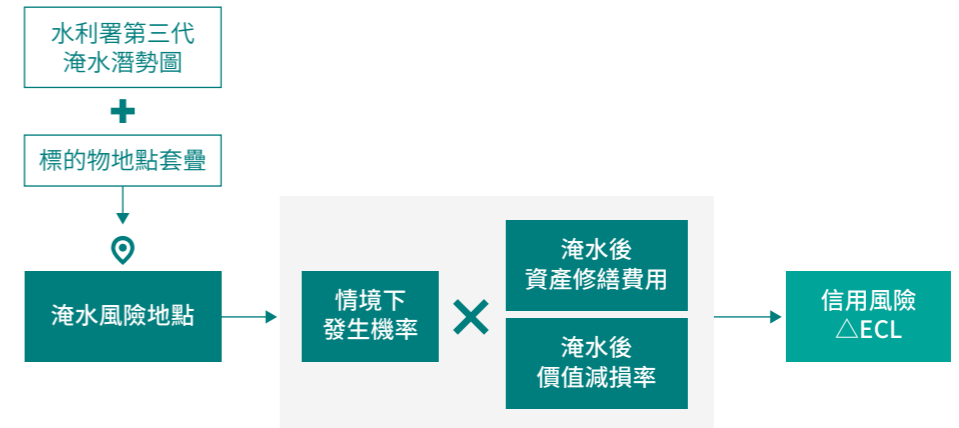 水利署第三代
淹水潛勢圖
+
標的物地點套疊
淹水風險地點
情境下
發生機率
×
淹水後
資產修繕費用
淹水後
價值減損率
信用風險
△ECL